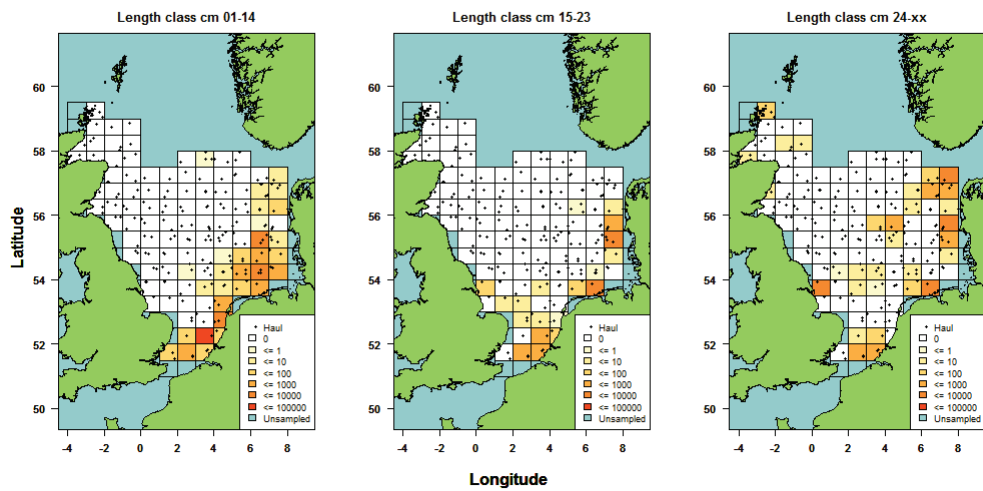 Length class cm 01-14
Length class cm 15-23
Length class cm 24-xx
Latitude
60
58
56
54
52
50
-4 -2 0 2 4 6 8
Haul
0
<= 1
<= 10
<= 100
<= 1000
<= 10000
<= 100000
Unsampled
60
58
56
54
52
50
-4 -2 0 2 4 6 8
Haul
0
<= 1
<= 10
<= 100
<= 1000
<= 10000
<= 100000
Unsampled
60
58
56
54
52
50
-4 -2 0 2 4 6 8
Haul
0
<= 1
<= 10
<= 100
<= 1000
<= 10000
<= 100000
Unsampled
Longitude